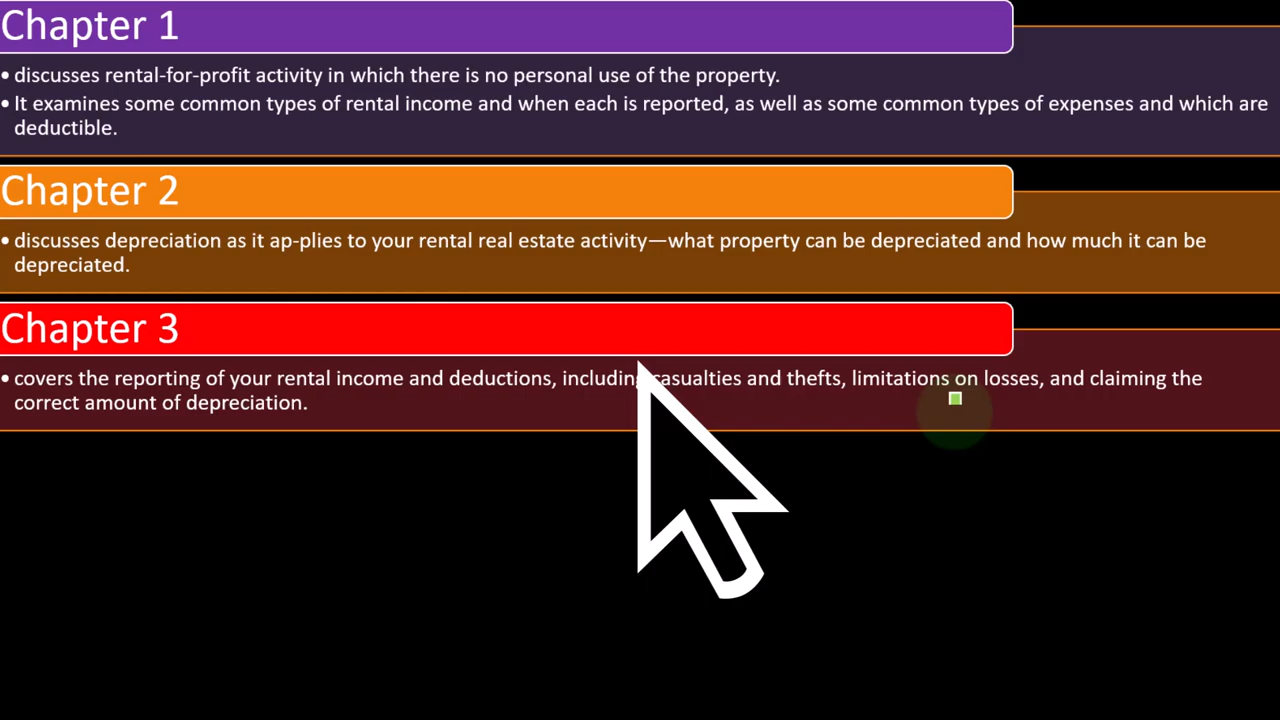 Chapter 1
• discusses rental-for-profit activity in which there is no personal use of the property.
• It examines some common types of rental income and when each is reported, as well as some common types of expenses and which are
deductible.
Chapter 2
• discusses depreciation as it ap-plies to your rental real estate activity—what property can be depreciated and how much it can be
depreciated.
Chapter 3
• covers the reporting of your rental income and deductions, including casualties and thefts, limitations on losses, and claiming the
correct amount of depreciation.